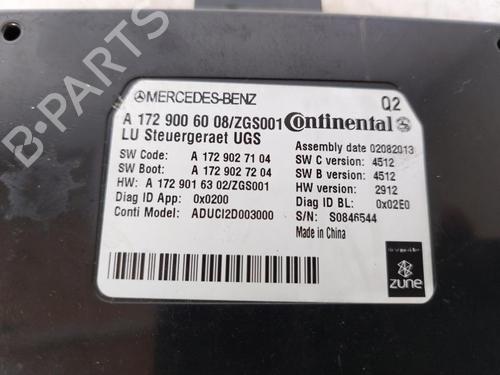 MERCEDES-BENZ Q2
A 172 900 60 08/ZGS001 Continental
LU Steuergeraet UGS
Assembly date 02082013
SW Code: A 172 902 71 04
SW C version: 4512
SW Boot: A 172 902 72 04
SW B version: 4512
HW: A 172 901 63 02/ZGS001
HW version: 2912
Diag ID App: 0x0200
Diag ID BL: 0x02E0
Conti Model: ADUCI2D003000
S/N: S0846544
Made in China
zune
B-PARTS